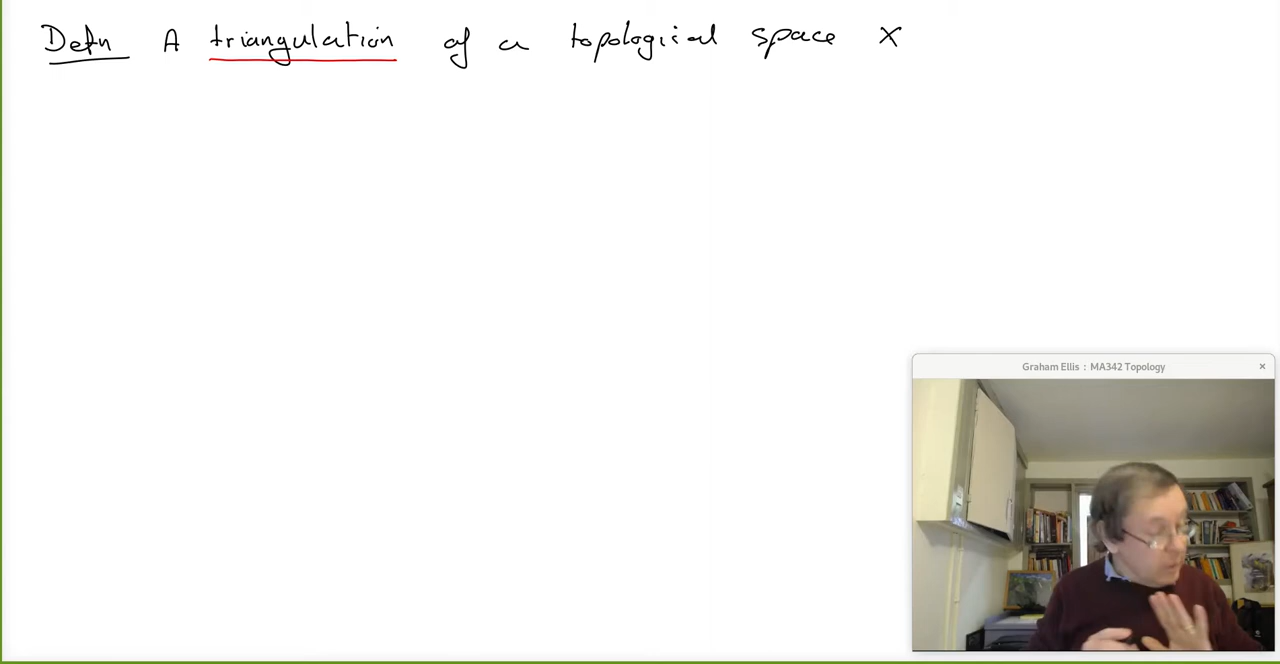 Defn A triangulation of a topological space X
Graham Ellis : MA342 Topology